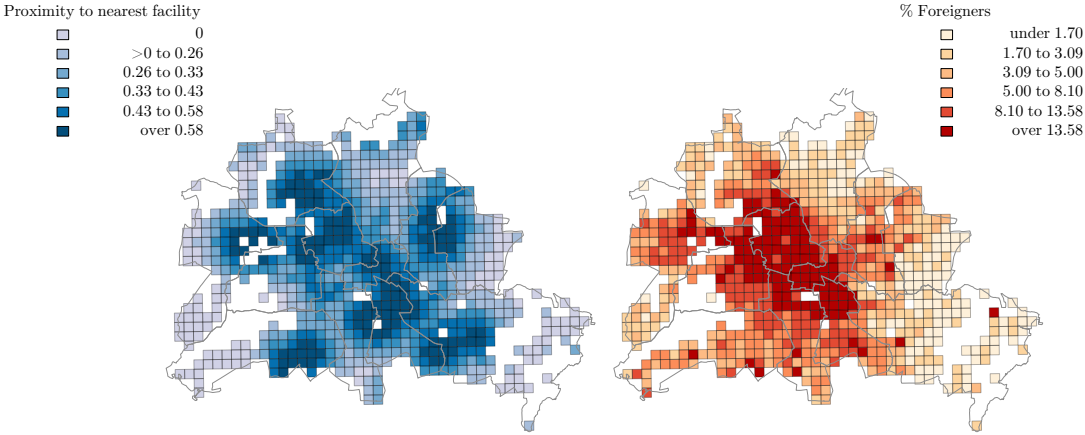 Proximity to nearest facility
0
>0 to 0.26
0.26 to 0.33
0.33 to 0.43
0.43 to 0.58
over 0.58
% Foreigners
under 1.70
1.70 to 3.09
3.09 to 5.00
5.00 to 8.10
8.10 to 13.58
over 13.58